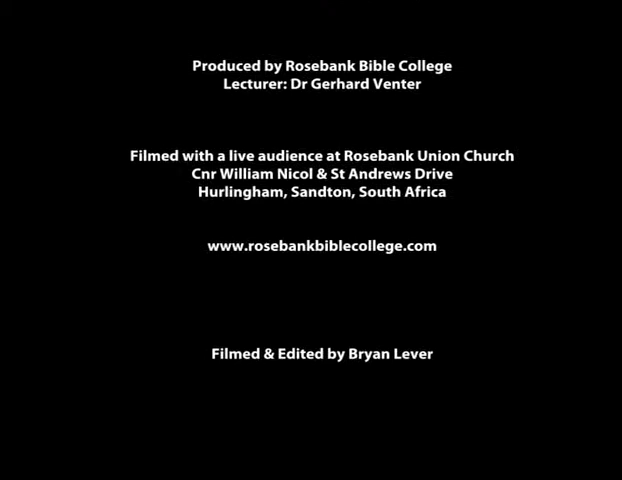 Produced by Rosebank Bible College
Lecturer: Dr Gerhard Venter
Filmed with a live audience at Rosebank Union Church
Cnr William Nicol & St Andrews Drive
Hurlingham, Sandton, South Africa
www.rosebankbiblecollege.com
Filmed & Edited by Bryan Lever